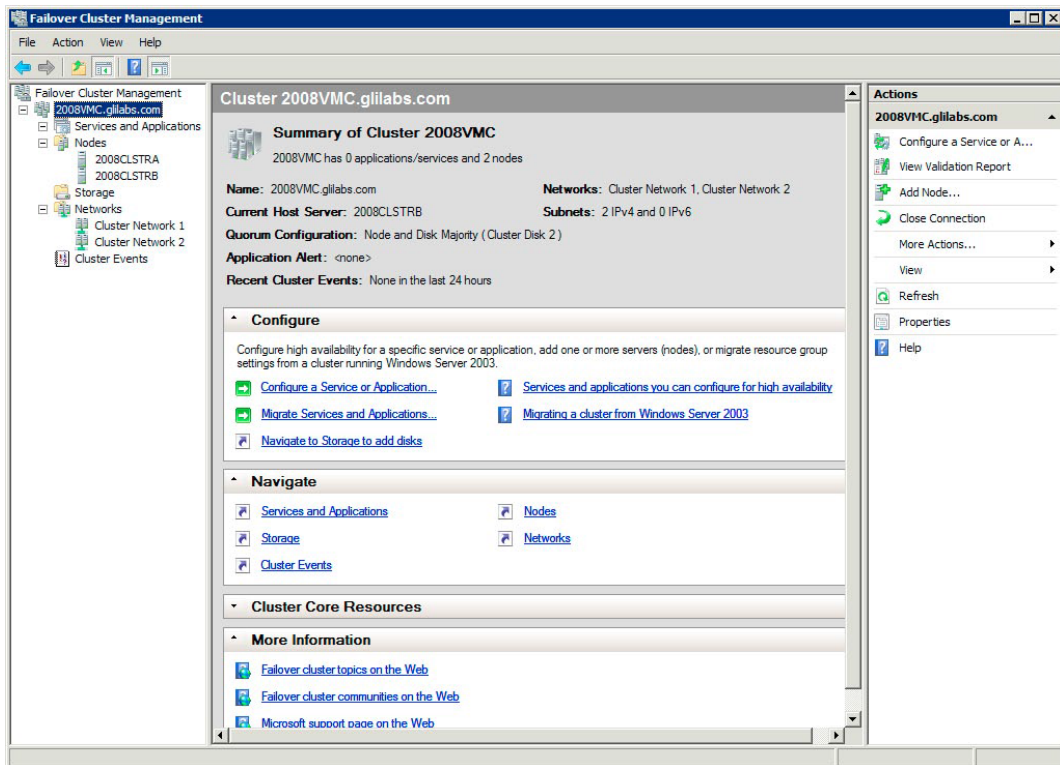 Failover Cluster Management
File Action View Help
Failover Cluster Management
2008VMC.glilabs.com
Services and Applications
Nodes
2008CLSTRA
2008CLSTRB
Storage
Networks
Cluster Network 1
Cluster Network 2
Cluster Events
Cluster 2008VMC.glilabs.com
Summary of Cluster 2008VMC
2008VMC has 0 applications/services and 2 nodes
Name: 2008VMC.glilabs.com Networks: Cluster Network 1, Cluster Network 2
Current Host Server: 2008CLSTRB Subnets: 2 IPv4 and 0 IPv6
Quorum Configuration: Node and Disk Majority (Cluster Disk 2)
Application Alert: <none>
Recent Cluster Events: None in the last 24 hours
Configure
Configure high availability for a specific service or application, add one or more servers (nodes), or migrate resource group
settings from a cluster running Windows Server 2003.
Configure a Service or Application... Services and applications you can configure for high availability
Migrate Services and Applications... Migrating a cluster from Windows Server 2003
Navigate to Storage to add disks
Navigate
Services and Applications Nodes
Storage Networks
Cluster Events
Cluster Core Resources
More Information
Failover cluster topics on the Web
Failover cluster communities on the Web
Microsoft support page on the Web
Actions
2008VMC.glilabs.com
Configure a Service or A...
View Validation Report
Add Node...
Close Connection
More Actions...
View
Refresh
Properties
Help